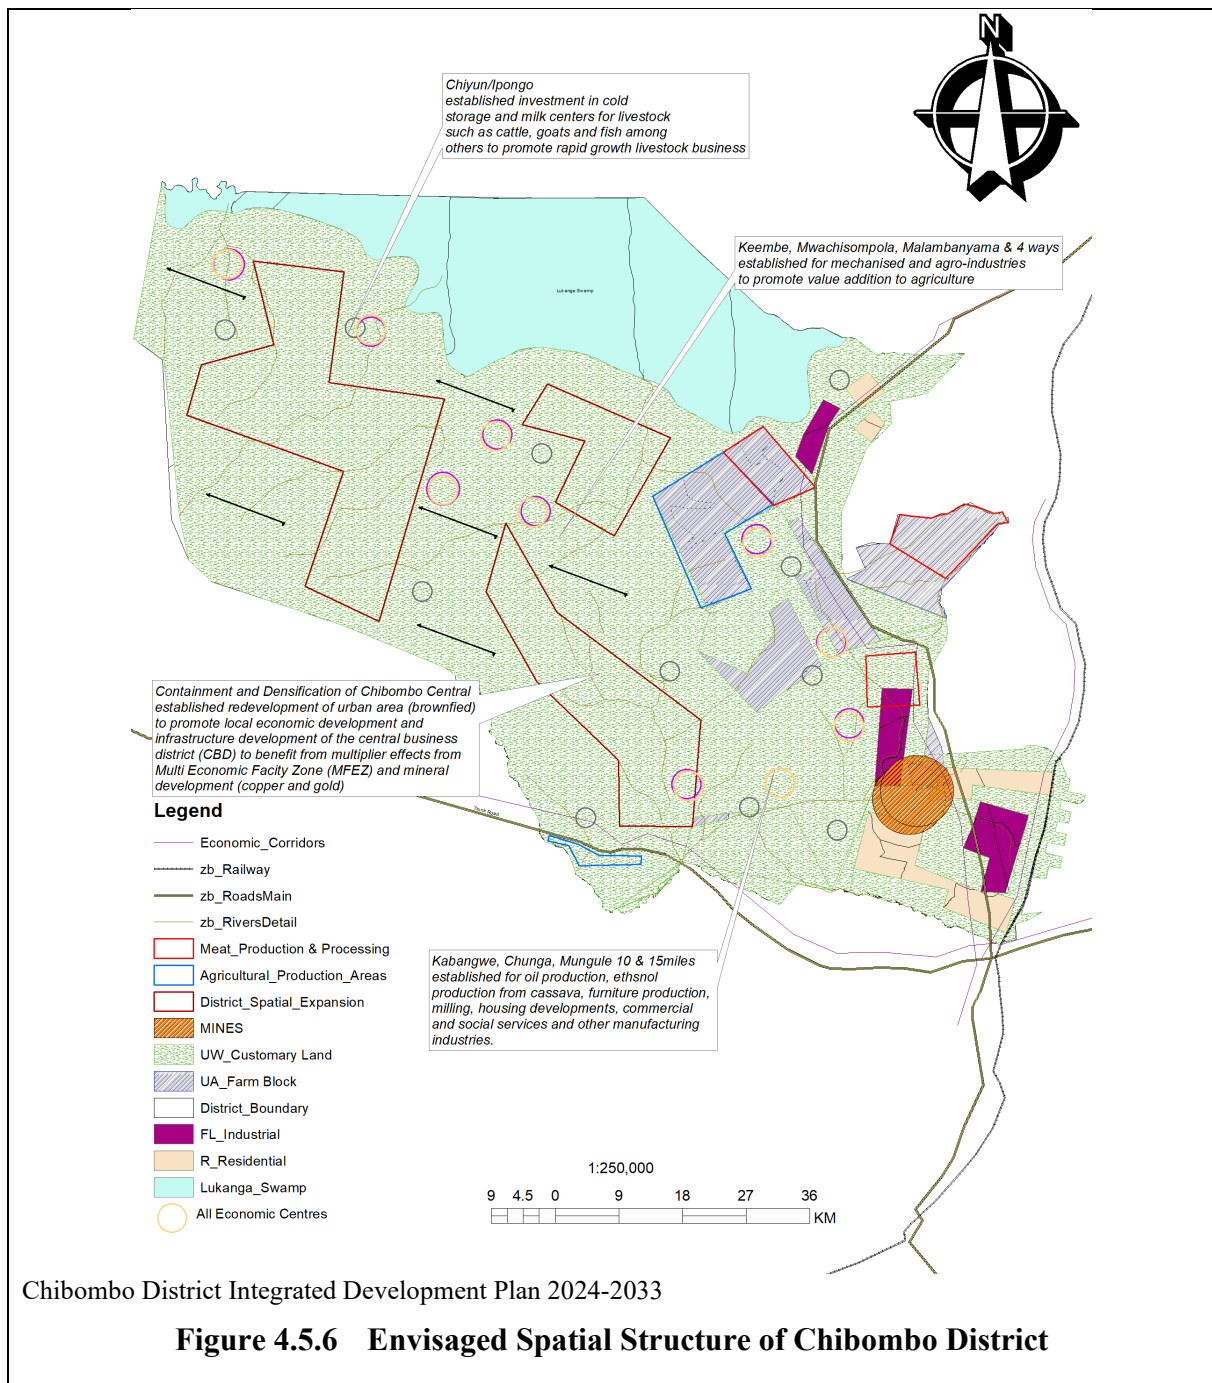 N
Chiyun/Ipongo
established investment in cold
storage and milk centers for livestock
such as cattle, goats and fish among
others to promote rapid growth livestock business
Keembe, Mwachisompola, Malambanyama & 4 ways
established for mechanised and agro-industries
to promote value addition to agriculture
Lukanga Swamp
Containment and Densification of Chibombo Central
established redevelopment of urban area (brownfied)
to promote local economic development and
infrastructure development of the central business
district (CBD) to benefit from multiplier effects from
Multi Economic Facity Zone (MFEZ) and mineral
development (copper and gold)
Trunk Road
Kabangwe, Chunga, Mungule 10 & 15miles
established for oil production, ethsnol
production from cassava, furniture production,
milling, housing developments, commercial
and social services and other manufacturing
industries.
Legend
Economic_Corridors
zb_Railway
zb_RoadsMain
zb_RiversDetail
Meat_Production & Processing
Agricultural_Production_Areas
District_Spatial_Expansion
MINES
UW_Customary Land
UA_Farm Block
District_Boundary
FL_Industrial
R_Residential
Lukanga_Swamp
All Economic Centres
1:250,000
9 4.5 0 9 18 27 36
KM
Chibombo District Integrated Development Plan 2024-2033
Figure 4.5.6 Envisaged Spatial Structure of Chibombo District